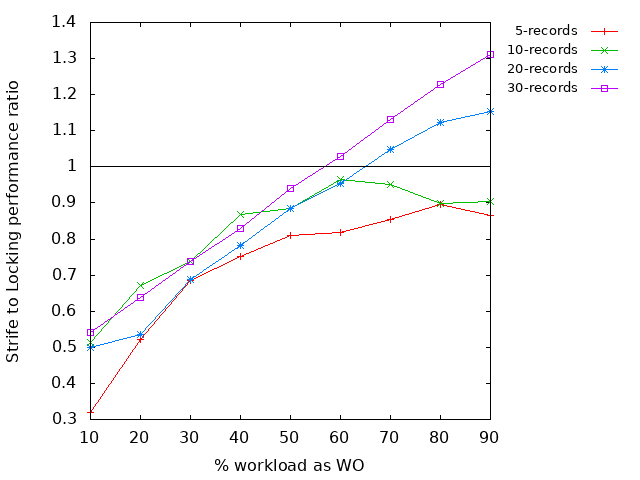 1.4
1.3
1.2
1.1
1
0.9
0.8
0.7
0.6
0.5
0.4
0.3
10 20 30 40 50 60 70 80 90
Strife to Locking performance ratio
% workload as WO
5-records
10-records
20-records
30-records